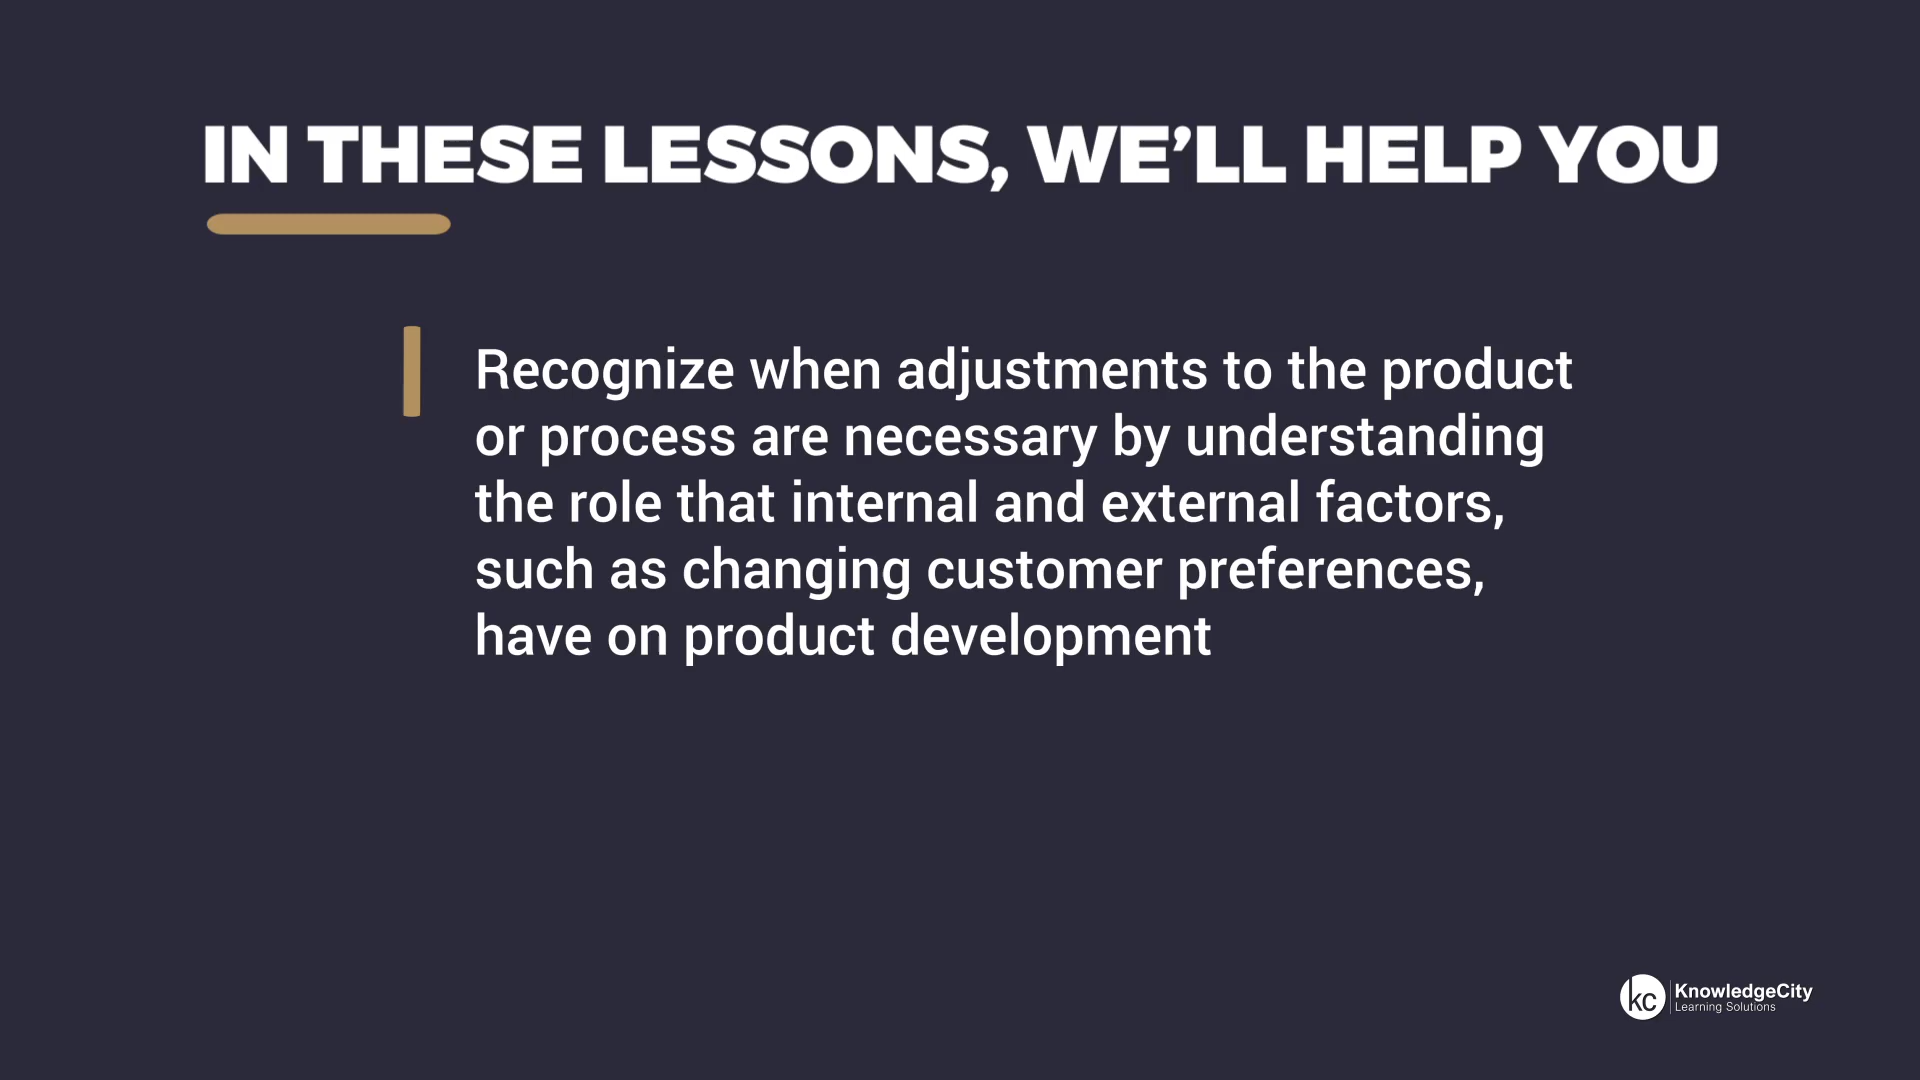 IN THESE LESSONS, WE’LL HELP YOU
Recognize when adjustments to the product
or process are necessary by understanding
the role that internal and external factors,
such as changing customer preferences,
have on product development
kc
KnowledgeCity
Learning Solutions